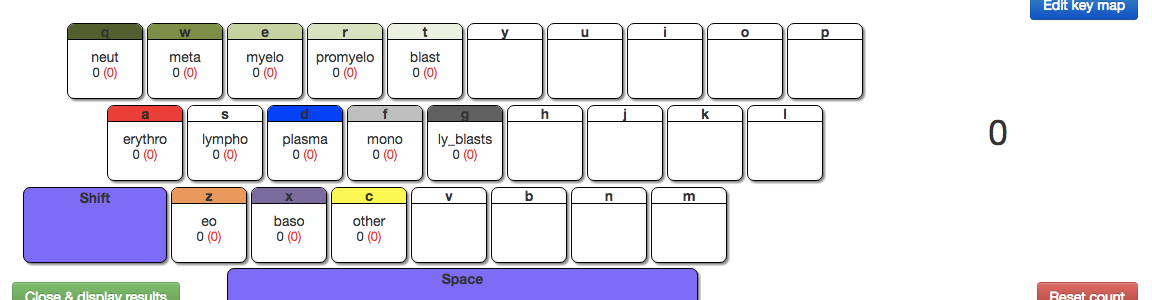 Edit key map
q w e r t y u i o p
neut meta myelo promyelo blast
0 (0) 0 (0) 0 (0) 0 (0) 0 (0)
a s d f g h j k l
erythro lympho plasma mono ly_blasts
0 (0) 0 (0) 0 (0) 0 (0) 0 (0)
0
Shift z x c v b n m
eo baso other
0 (0) 0 (0) 0 (0)
Space
Close & display results
Reset count